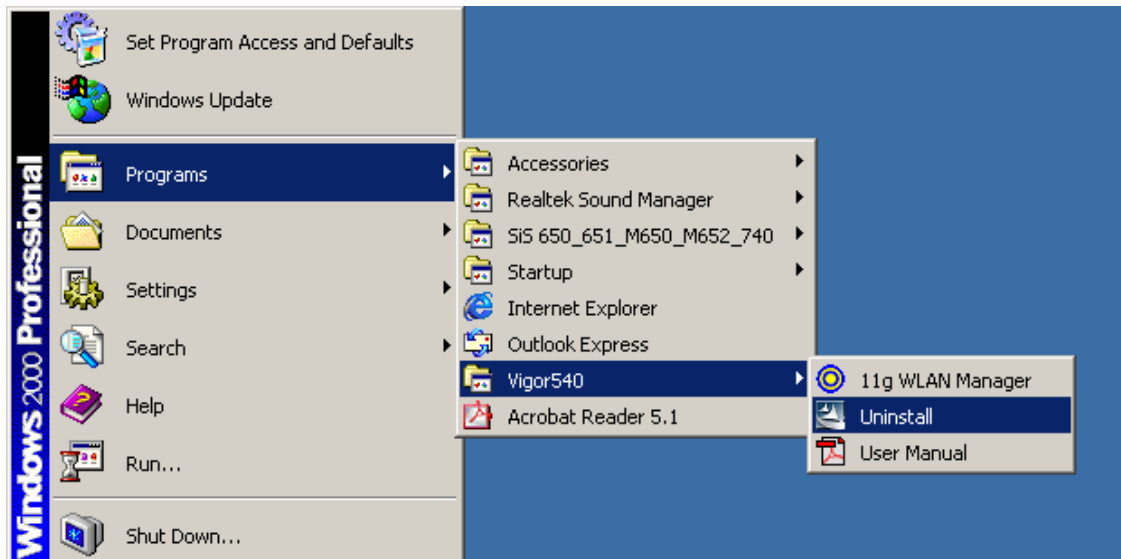 Windows 2000 Professional
Set Program Access and Defaults
Windows Update
Programs
Documents
Settings
Search
Help
Run...
Shut Down...
Accessories
Realtek Sound Manager
SiS 650_651_M650_M652_740
Startup
Internet Explorer
Outlook Express
Vigor540
Acrobat Reader 5.1
11g WLAN Manager
Uninstall
User Manual